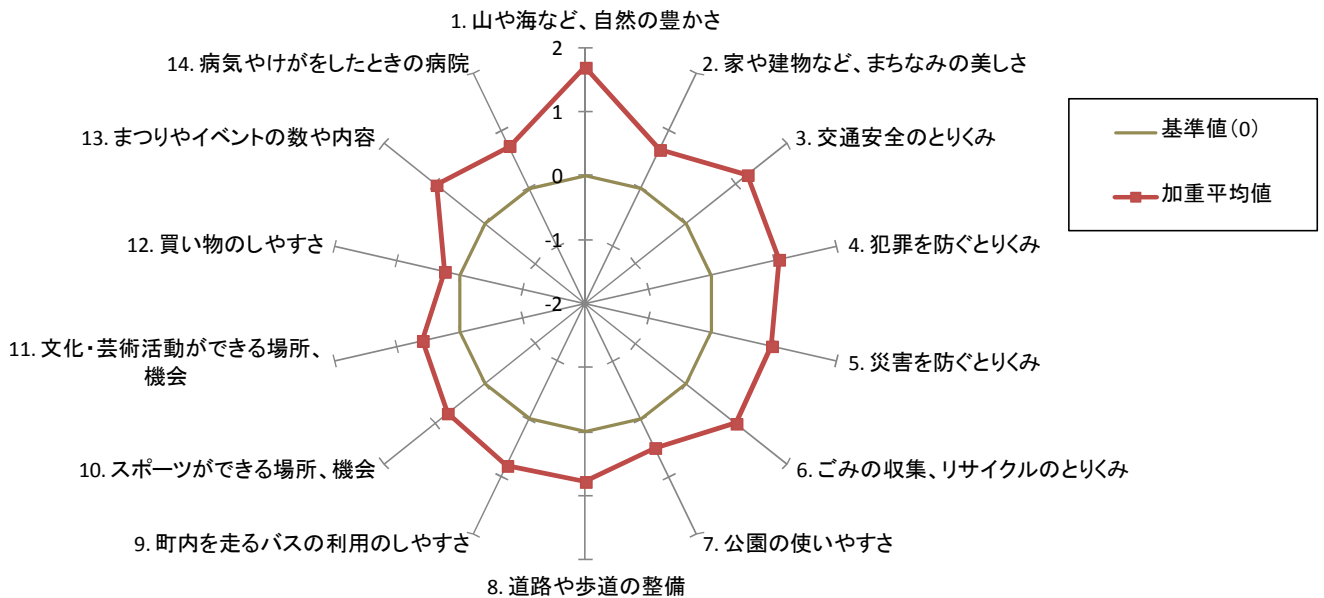 1. 山や海など、自然の豊かさ
2
14. 病気やけがをしたときの病院
2. 家や建物など、まちなみの美しさ
1
基準値(0)
13. まつりやイベントの数や内容
3. 交通安全のとりくみ
0
加重平均値
-1
12. 買い物のしやすさ
4. 犯罪を防ぐとりくみ
-2
11. 文化・芸術活動ができる場所、
機会
5. 災害を防ぐとりくみ
10. スポーツができる場所、機会
6. ごみの収集、リサイクルのとりくみ
9. 町内を走るバスの利用のしやすさ
7. 公園の使いやすさ
8. 道路や歩道の整備